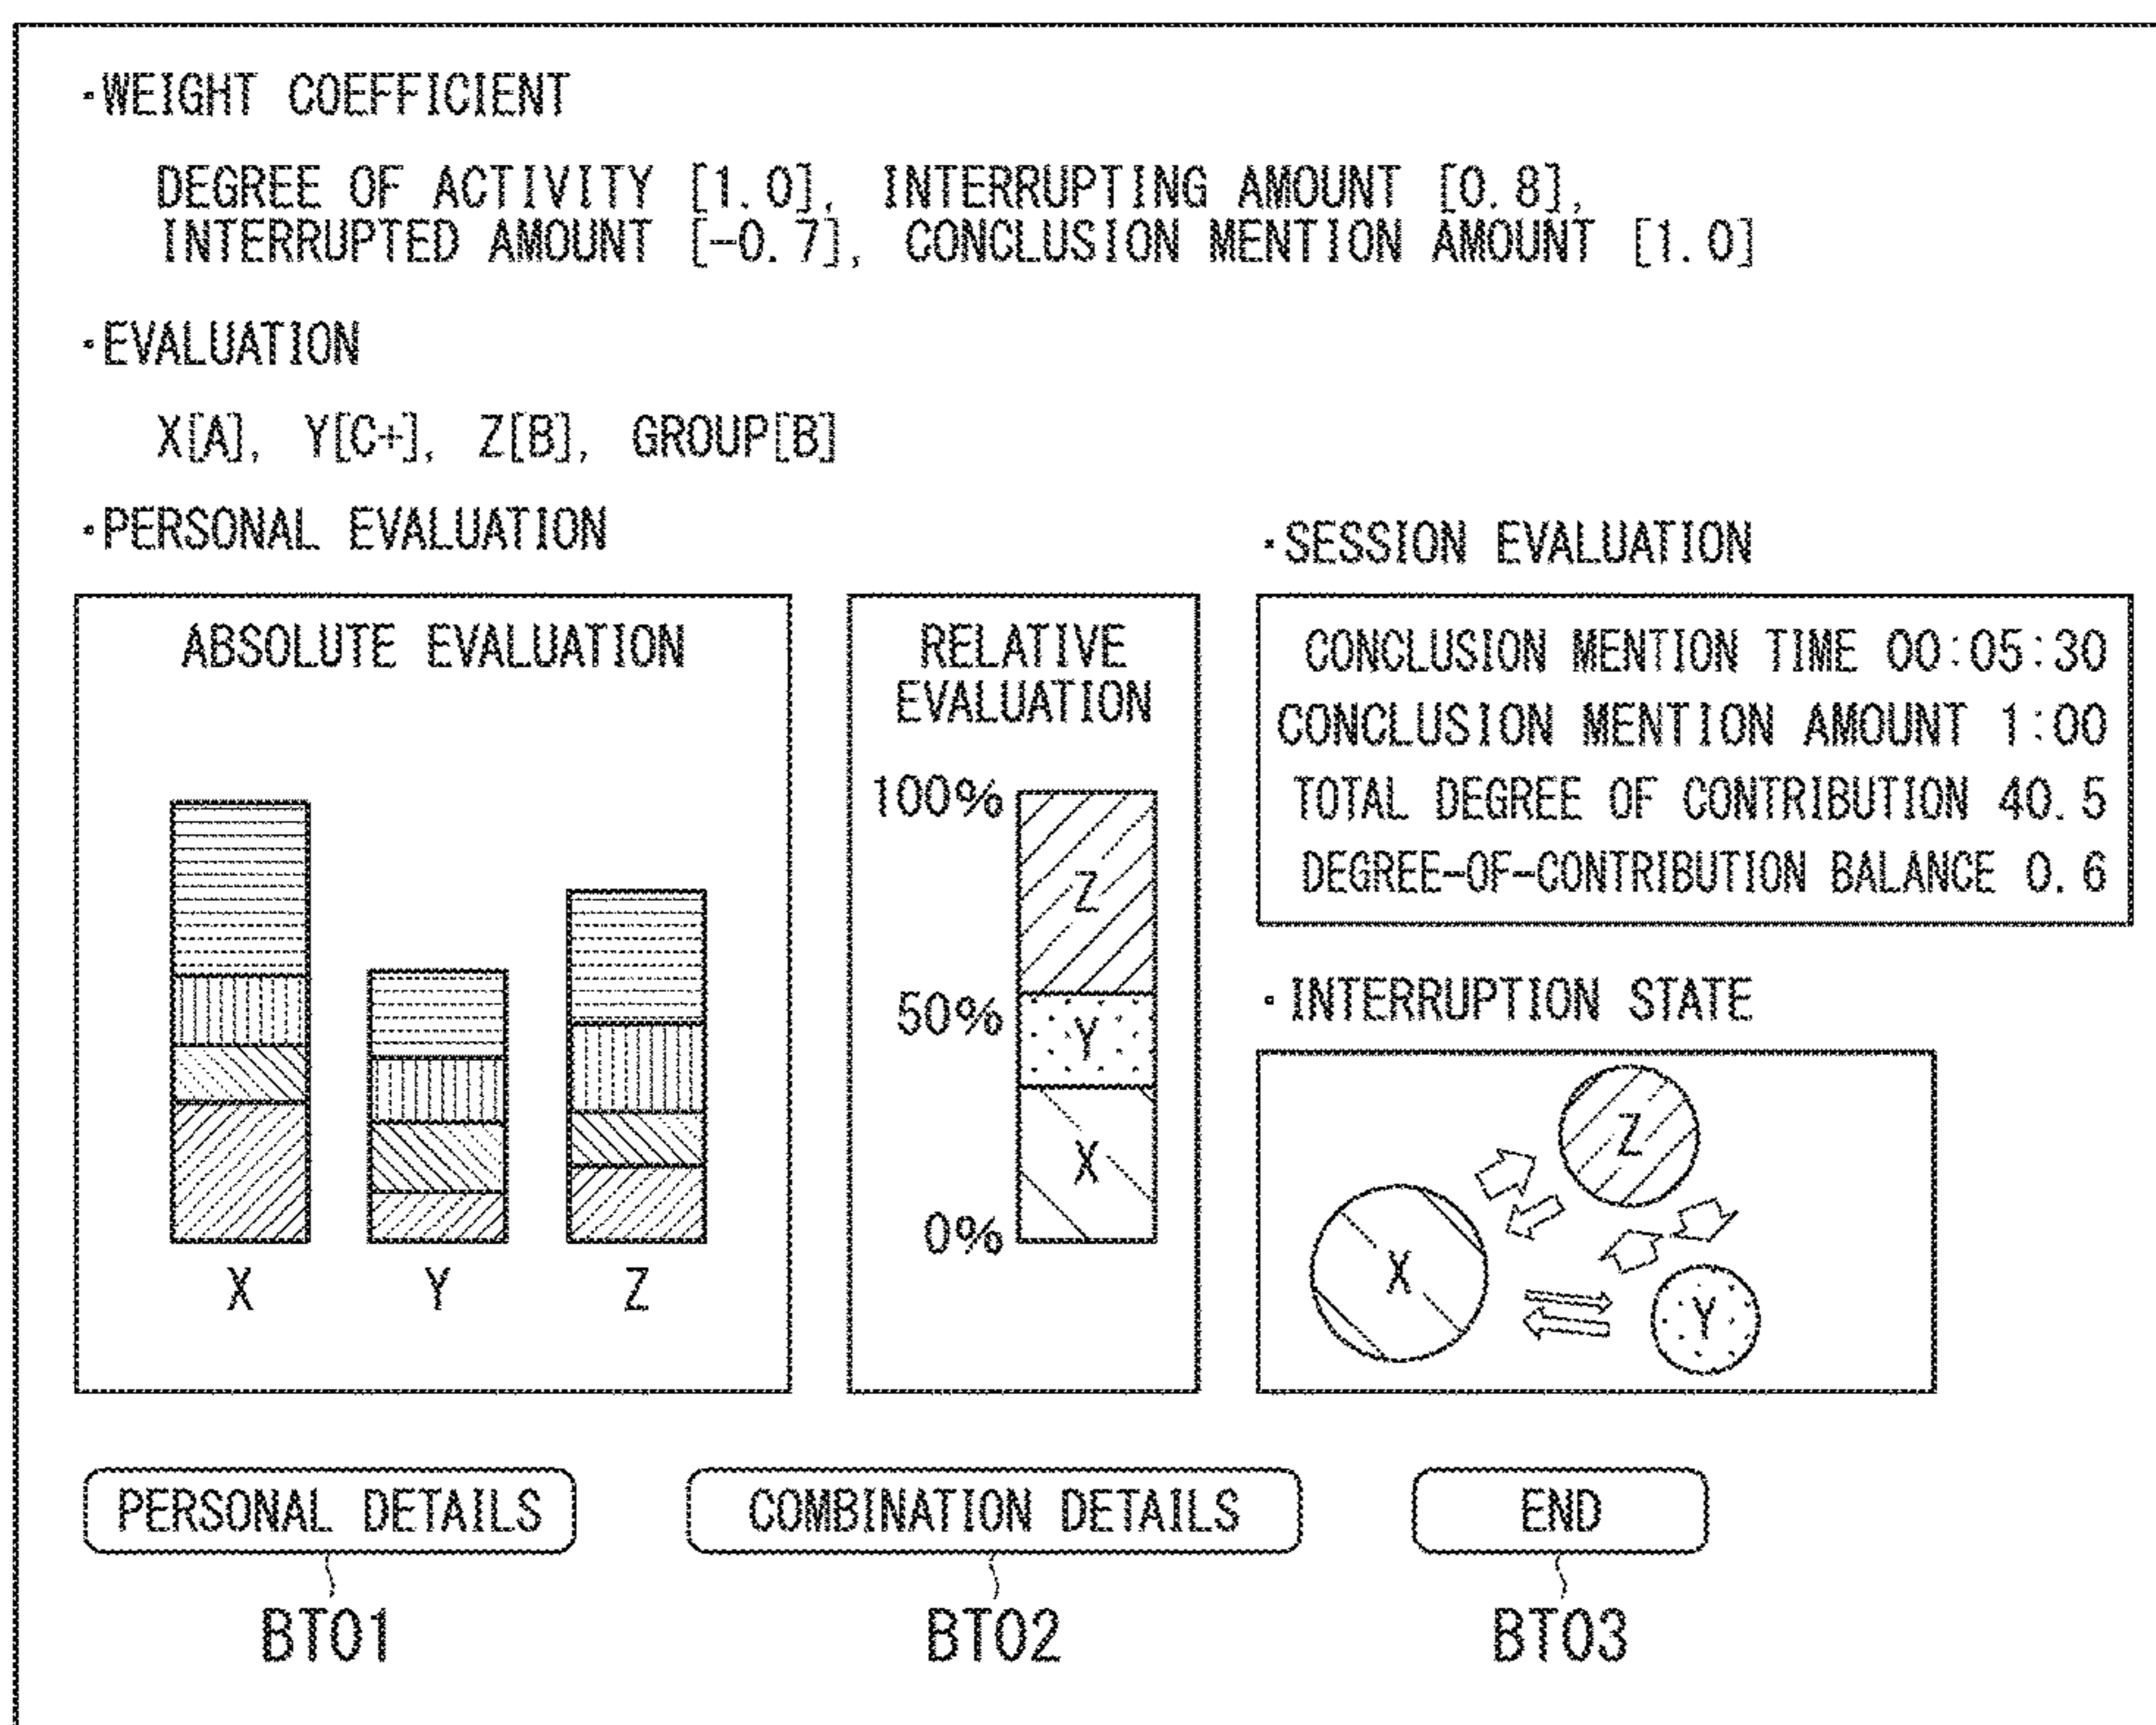 ·WEIGHT COEFFICIENT
DEGREE OF ACTIVITY [1.0], INTERRUPTING AMOUNT [0.8],
INTERRUPTED AMOUNT [-0.7], CONCLUSION MENTION AMOUNT [1.0]
·EVALUATION
X[A], Y[C+], Z[B], GROUP[B]
·PERSONAL EVALUATION
ABSOLUTE EVALUATION
X Y Z
RELATIVE
EVALUATION
100%
Z
50%
Y
X
0%
·SESSION EVALUATION
CONCLUSION MENTION TIME 00:05:30
CONCLUSION MENTION AMOUNT 1:00
TOTAL DEGREE OF CONTRIBUTION 40.5
DEGREE-OF-CONTRIBUTION BALANCE 0.6
·INTERRUPTION STATE
Z
X
Y
PERSONAL DETAILS
COMBINATION DETAILS
END
BT01
BT02
BT03